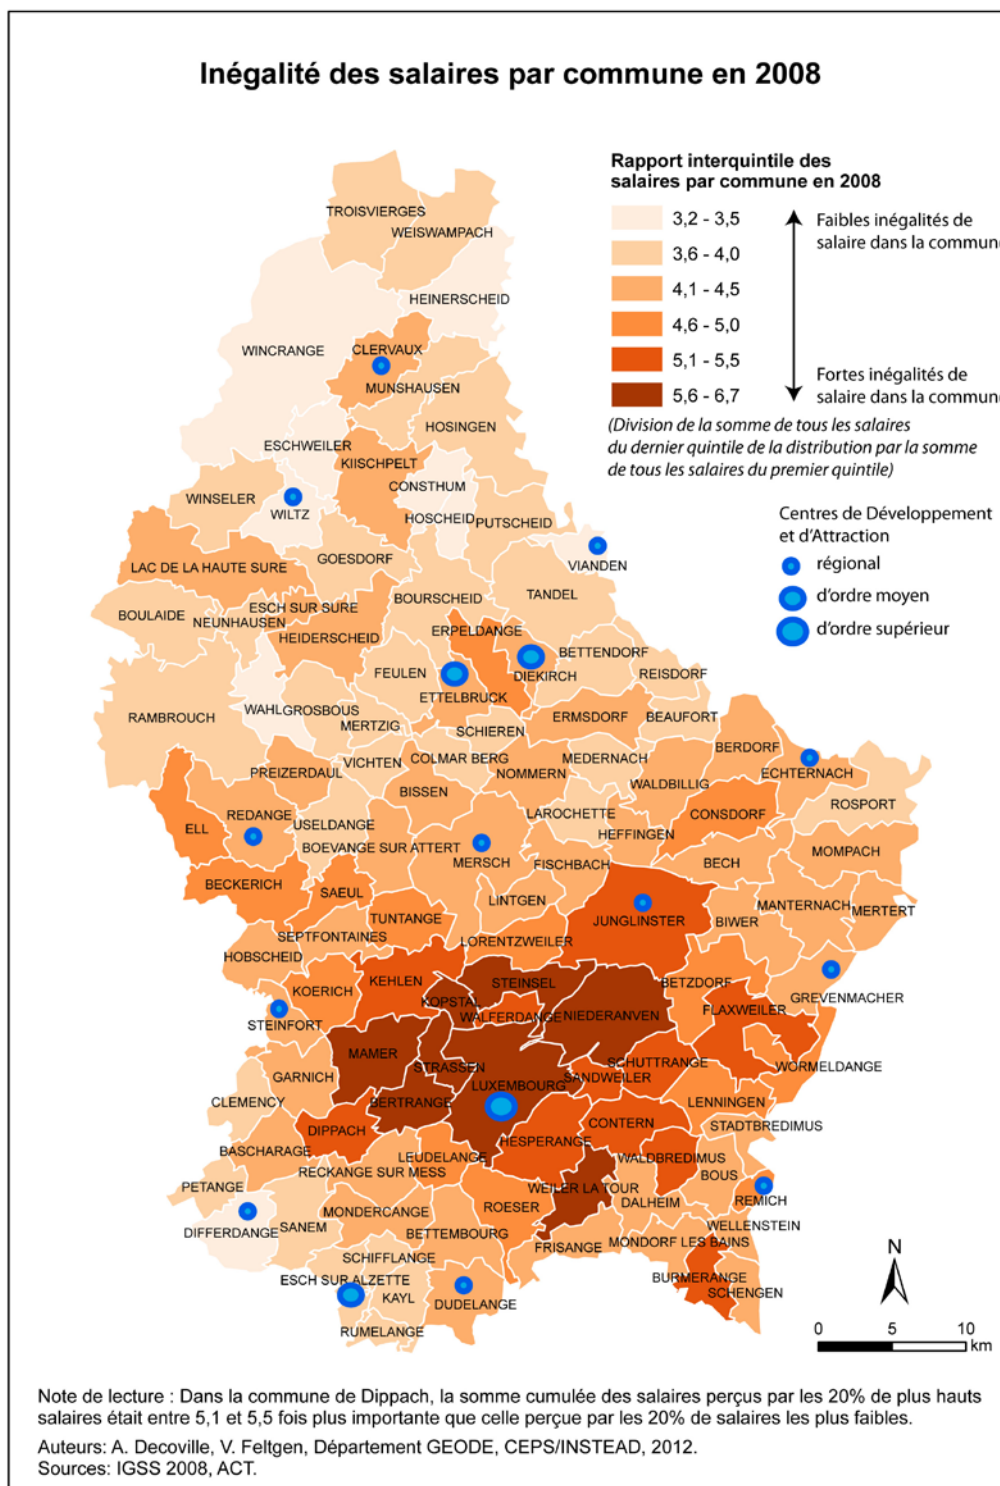 Inégalité des salaires par commune en 2008
Rapport interquintile des
salaires par commune en 2008
3,2 - 3,5
3,6 - 4,0
4,1 - 4,5
4,6 - 5,0
5,1 - 5,5
5,6 - 6,7
Faibles inégalités de
salaire dans la commun
Fortes inégalités de
salaire dans la commun
(Division de la somme de tous les salaires
du dernier quintile de la distribution par la somme
de tous les salaires du premier quintile)
Centres de Développement
et d'Attraction
régional
d'ordre moyen
d'ordre supérieur
TROISVIERGES
WEISWAMPACH
HEINERSCHEID
WINCRANGE
CLERVAUX
MUNSHAUSEN
HOSINGEN
ESCHWEILER
KIISCHPELT
CONSTHUM
WINSELER
WILTZ
HOSCHEID
PUTSCHEID
GOESDORF
VIANDEN
LAC DE LA HAUTE SURE
TANDEL
BOULAIDE
ESCH SUR SURE
NEUNHAUSEN
BOURSCHEID
HEIDERSCHEID
ERPELDANGE
BETTENDORF
FEULEN
DIEKIRCH
REISDORF
ETTELBRUCK
RAMBROUCH
WAHL
GROSBOUS
MERTZIG
SCHIEREN
ERMSDORF
BEAUFORT
VICHTEN
COLMAR BERG
MEDERNACH
BERDORF
PREIZERDAUL
NOMMERN
WALDBILLIG
ECHTERNACH
BISSEN
ROSPORT
ELL
REDANGE
USELDANGE
LAROCHETTE
CONSDORF
HEFFINGEN
BOEVANGE SUR ATTERT
MERSCH
FISCHBACH
BECH
MOMPACH
BECKERICH
SAEUL
LINTGEN
JUNGLINSTER
MANTERNACH
MERTERT
TUNTANGE
BIWER
SEPTFONTAINES
LORENTZWEILER
HOBSCHEID
KEHLEN
STEINSEL
BETZDORF
KOERICH
KOPSTAL
GREVENMACHER
WALFERDANGE
NIEDERANVEN
FLAXWEILER
STEINFORT
MAMER
STRASSEN
SCHUTTRANGE
WORMELDANGE
GARNICH
LUXEMBOURG
SANDWEILER
CLEMENCY
BERTRANGE
LENNINGEN
DIPPACH
CONTERN
STADTBREDIMUS
HESPERANGE
BASCHARAGE
LEUDELANGE
WALDBREDIMUS
RECKANGE SUR MESS
BOUS
PETANGE
WEILER LA TOUR
REMICH
DALHEIM
ROESER
MONDERCANGE
DIFFERDANGE
SANEM
BETTEMBOURG
WELLENSTEIN
FRISANGE
MONDORF LES BAINS
SCHIFFLANGE
ESCH SUR ALZETTE
BURMERANGE
SCHENGEN
KAYL
DUDELANGE
RUMELANGE
N
0 5 10
km
Note de lecture : Dans la commune de Dippach, la somme cumulée des salaires perçus par les 20% de plus hauts
salaires était entre 5,1 et 5,5 fois plus importante que celle perçue par les 20% de salaires les plus faibles.
Auteurs: A. Decoville, V. Feltgen, Département GEODE, CEPS/INSTEAD, 2012.
Sources: IGSS 2008, ACT.